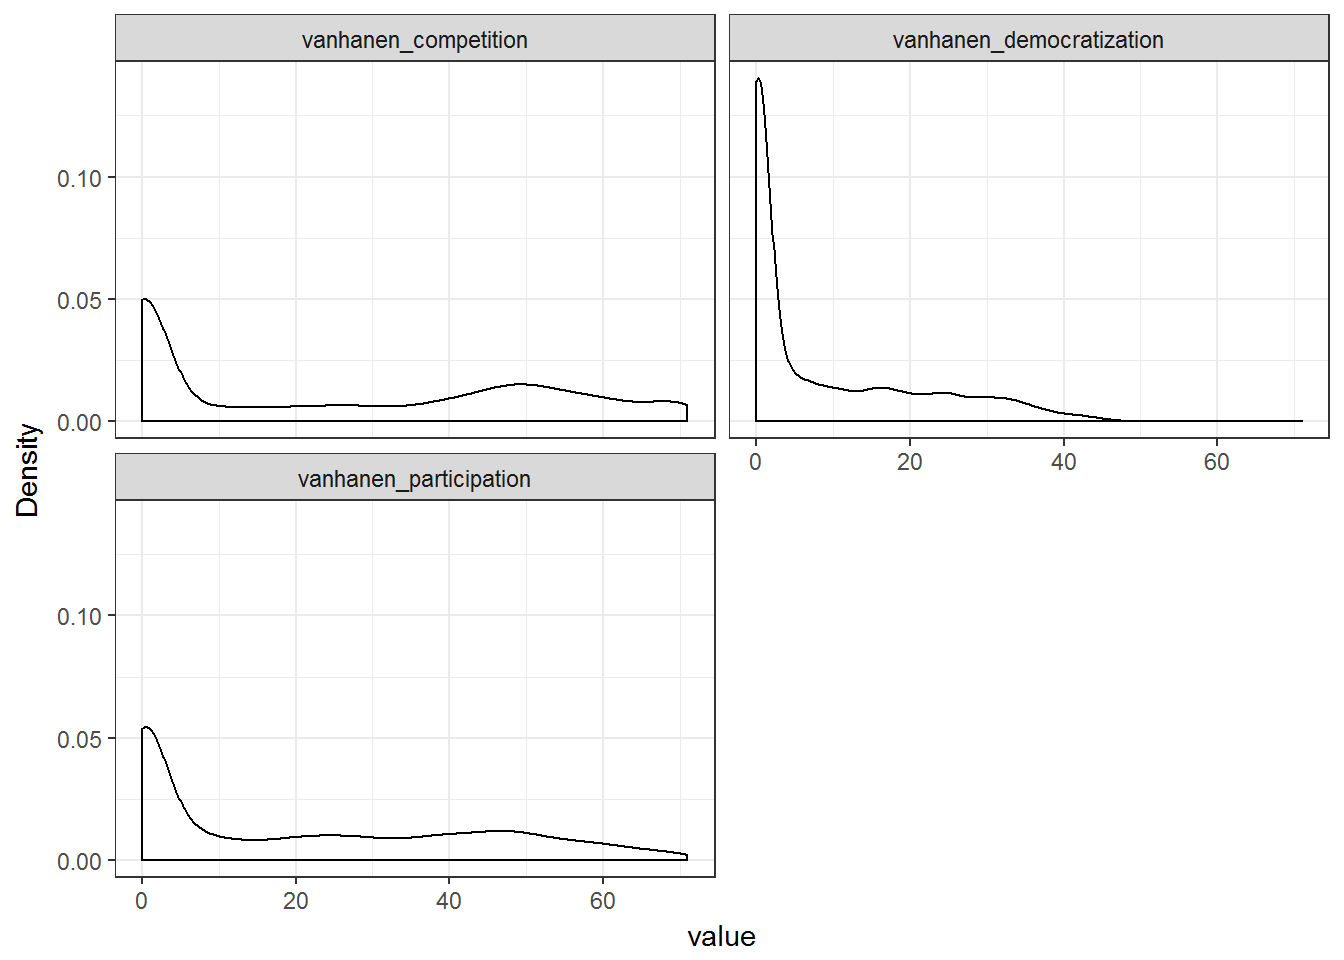 vanhanen_competition
vanhanen_democratization
0.10
0.05
0.00
0 20 40 60
vanhanen_participation
0.10
0.05
0.00
0 20 40 60
Density
value